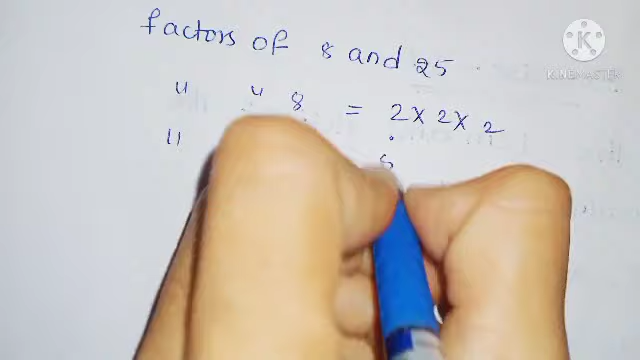 factors of 8 and 25
" " 8 = 2 x 2 x 2
"
KINEMASTER